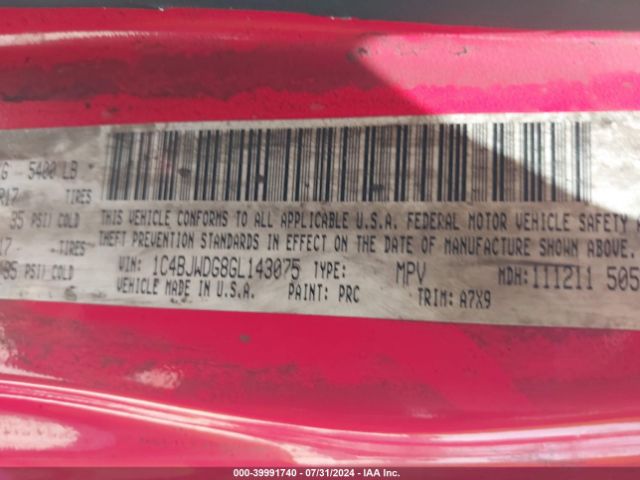 G 5400 LB
R17 TIRES
35 PSI) COLD
17 TIRES
35 PSI) COLD
THIS VEHICLE CONFORMS TO ALL APPLICABLE U.S.A. FEDERAL MOTOR VEHICLE SAFETY
THEFT PREVENTION STANDARDS IN EFFECT ON THE DATE OF MANUFACTURE SHOWN ABOVE.
VIN: 1C4BJWDG8GL143075 TYPE: MPV MDH: 111211 505
VEHICLE MADE IN U.S.A. PAINT: PRC TRIM: A7X9
000-39991740 - 07/31/2024 - IAA Inc.